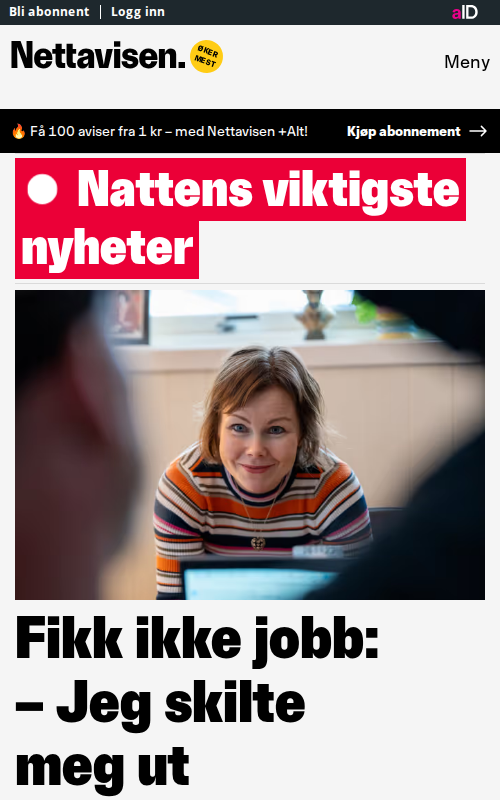 Bli abonnent | Logg inn
aID
Nettavisen.
ØKER MEST
Meny
Få 100 aviser fra 1 kr – med Nettavisen +Alt!
Kjøp abonnement
Nattens viktigste
nyheter
Fikk ikke jobb:
– Jeg skilte
meg ut